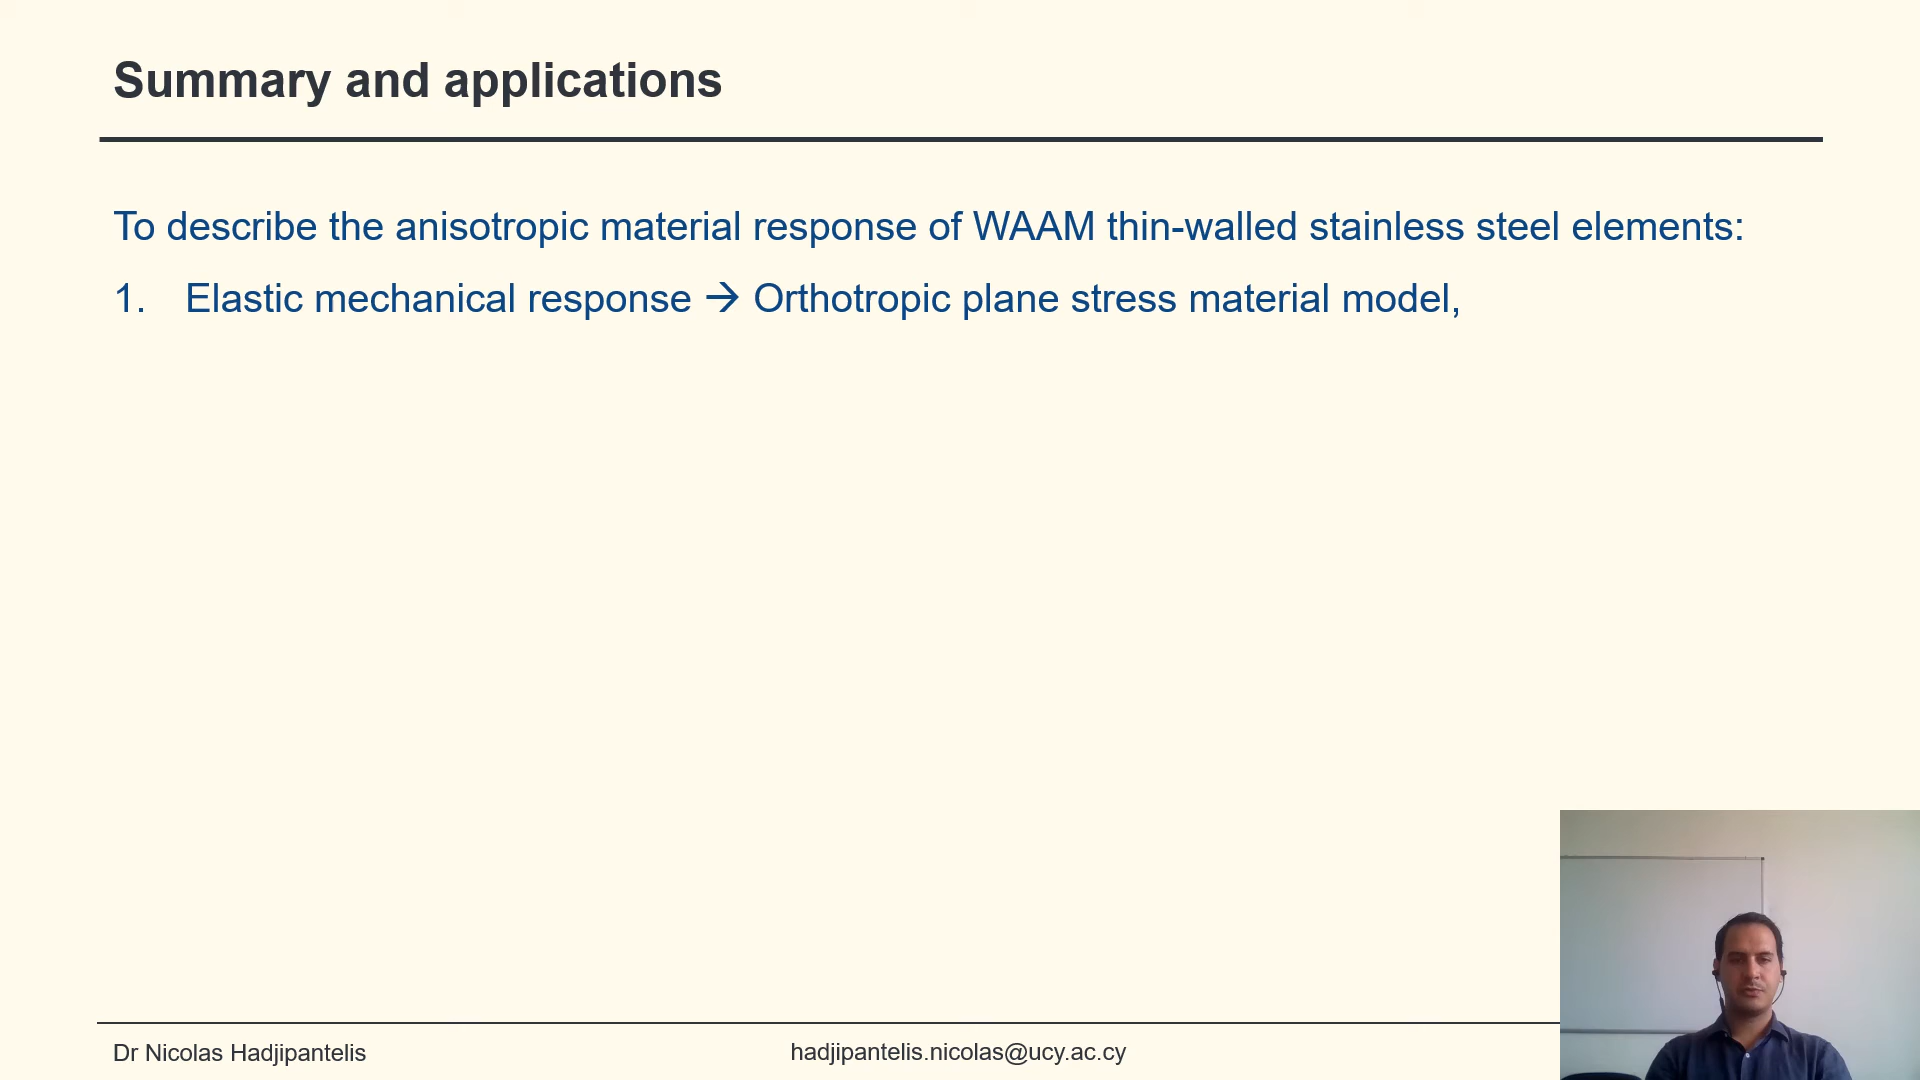 Summary and applications
To describe the anisotropic material response of WAAM thin-walled stainless steel elements:
1. Elastic mechanical response → Orthotropic plane stress material model,
Dr Nicolas Hadjipantelis
hadjipantelis.nicolas@ucy.ac.cy